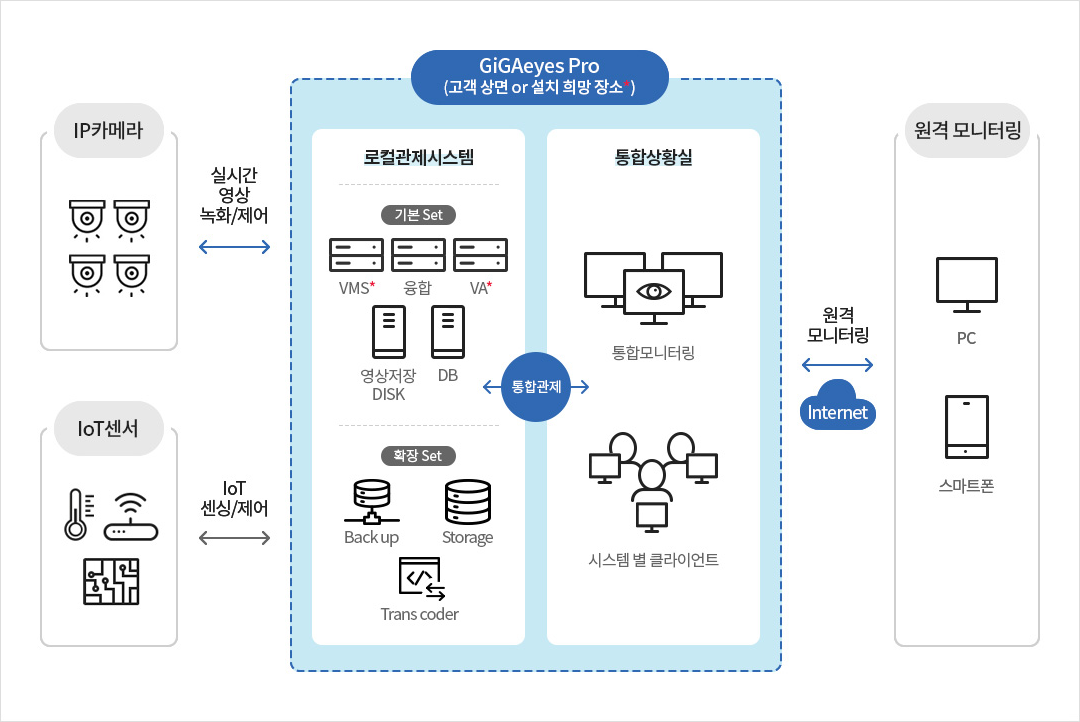 GiGAeyes Pro
(고객 상면 or 설치 희망 장소*)
IP카메라
실시간
영상
녹화/제어
IoT센서
IoT
센싱/제어
로컬관제시스템
기본 Set
VMS*
융합
VA*
영상저장
DISK
DB
확장 Set
Back up
Storage
Trans coder
통합관제
통합상황실
통합모니터링
시스템 별 클라이언트
원격
모니터링
Internet
원격 모니터링
PC
스마트폰